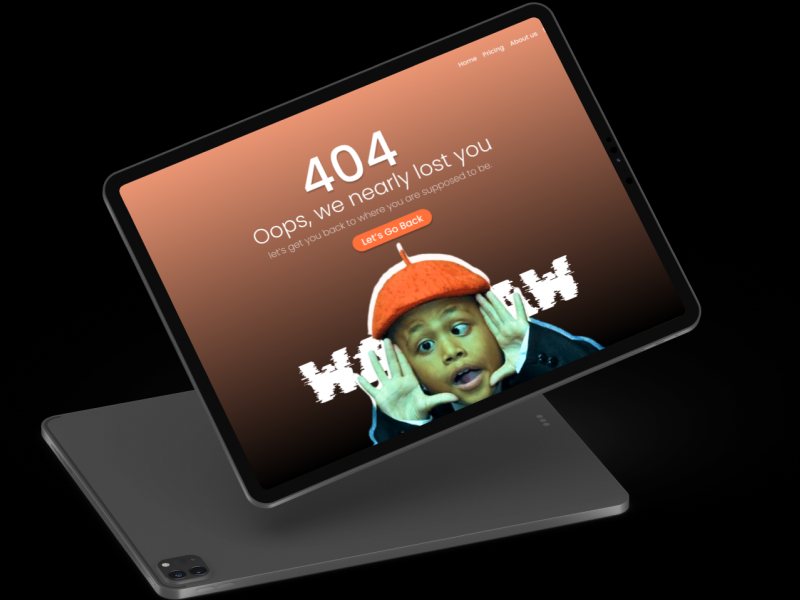 Home Pricing About us
404
Oops, we nearly lost you
let's get you back to where you are supposed to be.
Let's Go Back